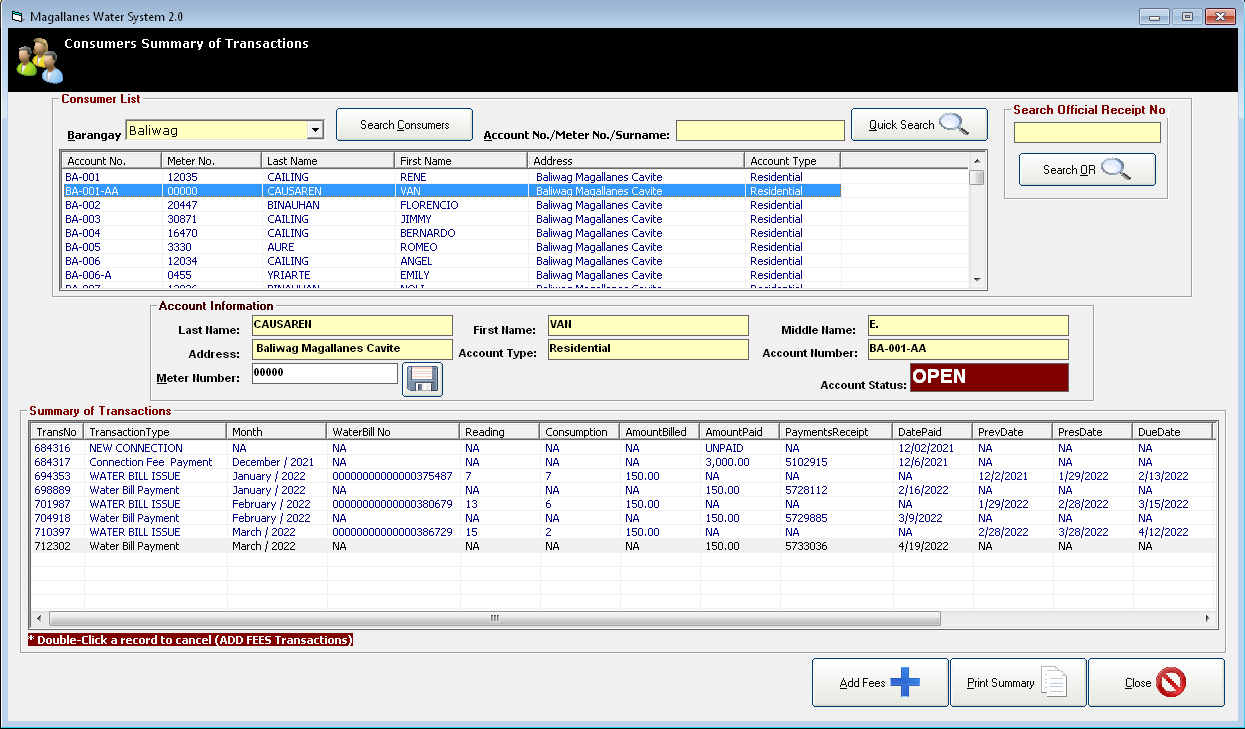 Magallanes Water System 2.0
Consumers Summary of Transactions
Consumer List
Barangay Baliwag Search Consumers Account No./Meter No./Surname: Quick Search
Search Official Receipt No
Search OR
Account No. Meter No. Last Name First Name Address Account Type
BA-001 12035 CAILING RENE Baliwag Magallanes Cavite Residential
BA-001-AA 00000 CAUSAREN VAN Baliwag Magallanes Cavite Residential
BA-002 20447 BINAUHAN FLORENCIO Baliwag Magallanes Cavite Residential
BA-003 30871 CAILING JIMMY Baliwag Magallanes Cavite Residential
BA-004 16470 CAILING BERNARDO Baliwag Magallanes Cavite Residential
BA-005 3330 AURE ROMEO Baliwag Magallanes Cavite Residential
BA-006 12034 CAILING ANGEL Baliwag Magallanes Cavite Residential
BA-006-A 0455 YRIARTE EMILY Baliwag Magallanes Cavite Residential
Account Information
Last Name: CAUSAREN First Name: VAN Middle Name: E.
Address: Baliwag Magallanes Cavite Account Type: Residential Account Number: BA-001-AA
Meter Number: 00000 Account Status: OPEN
Summary of Transactions
TransNo TransactionType Month WaterBill No Reading Consumption AmountBilled AmountPaid PaymentsReceipt DatePaid PrevDate PresDate DueDate
684316 NEW CONNECTION NA NA NA NA NA UNPAID NA 12/02/2021 NA NA NA
684317 Connection Fee Payment December / 2021 NA NA NA NA 3,000.00 5102915 12/6/2021 NA NA NA
694353 WATER BILL ISSUE January / 2022 00000000000000375487 7 7 150.00 NA NA NA 12/2/2021 1/29/2022 2/13/2022
698889 Water Bill Payment January / 2022 NA NA NA NA 150.00 5728112 2/16/2022 NA NA NA
701987 WATER BILL ISSUE February / 2022 00000000000000380679 13 6 150.00 NA NA NA 1/29/2022 2/28/2022 3/15/2022
704918 Water Bill Payment February / 2022 NA NA NA NA 150.00 5729885 3/9/2022 NA NA NA
710397 WATER BILL ISSUE March / 2022 00000000000000386729 15 2 150.00 NA NA NA 2/28/2022 3/28/2022 4/12/2022
712302 Water Bill Payment March / 2022 NA NA NA NA 150.00 5733036 4/19/2022 NA NA NA
* Double-Click a record to cancel (ADD FEES Transactions)
Add Fees Print Summary Close